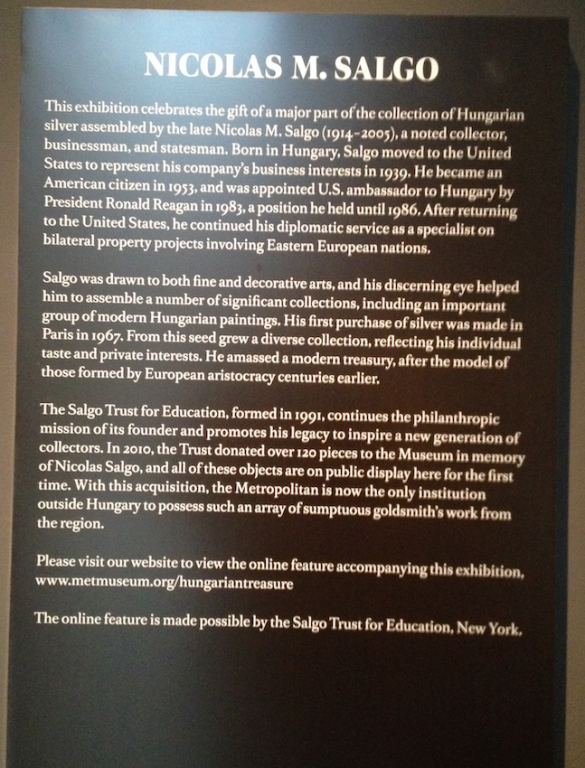 NICOLAS M. SALGO
This exhibition celebrates the gift of a major part of the collection of Hungarian
silver assembled by the late Nicolas M. Salgo (1914–2005), a noted collector,
businessman, and statesman. Born in Hungary, Salgo moved to the United
States to represent his company's business interests in 1939. He became an
American citizen in 1953, and was appointed U.S. ambassador to Hungary by
President Ronald Reagan in 1983, a position he held until 1986. After returning
to the United States, he continued his diplomatic service as a specialist on
bilateral property projects involving Eastern European nations.
Salgo was drawn to both fine and decorative arts, and his discerning eye helped
him to assemble a number of significant collections, including an important
group of modern Hungarian paintings. His first purchase of silver was made in
Paris in 1967. From this seed grew a diverse collection, reflecting his individual
taste and private interests. He amassed a modern treasury, after the model of
those formed by European aristocracy centuries earlier.
The Salgo Trust for Education, formed in 1991, continues the philanthropic
mission of its founder and promotes his legacy to inspire a new generation of
collectors. In 2010, the Trust donated over 120 pieces to the Museum in memory
of Nicolas Salgo, and all of these objects are on public display here for the first
time. With this acquisition, the Metropolitan is now the only institution
outside Hungary to possess such an array of sumptuous goldsmith's work from
the region.
Please visit our website to view the online feature accompanying this exhibition,
www.metmuseum.org/hungariantreasure
The online feature is made possible by the Salgo Trust for Education, New York.